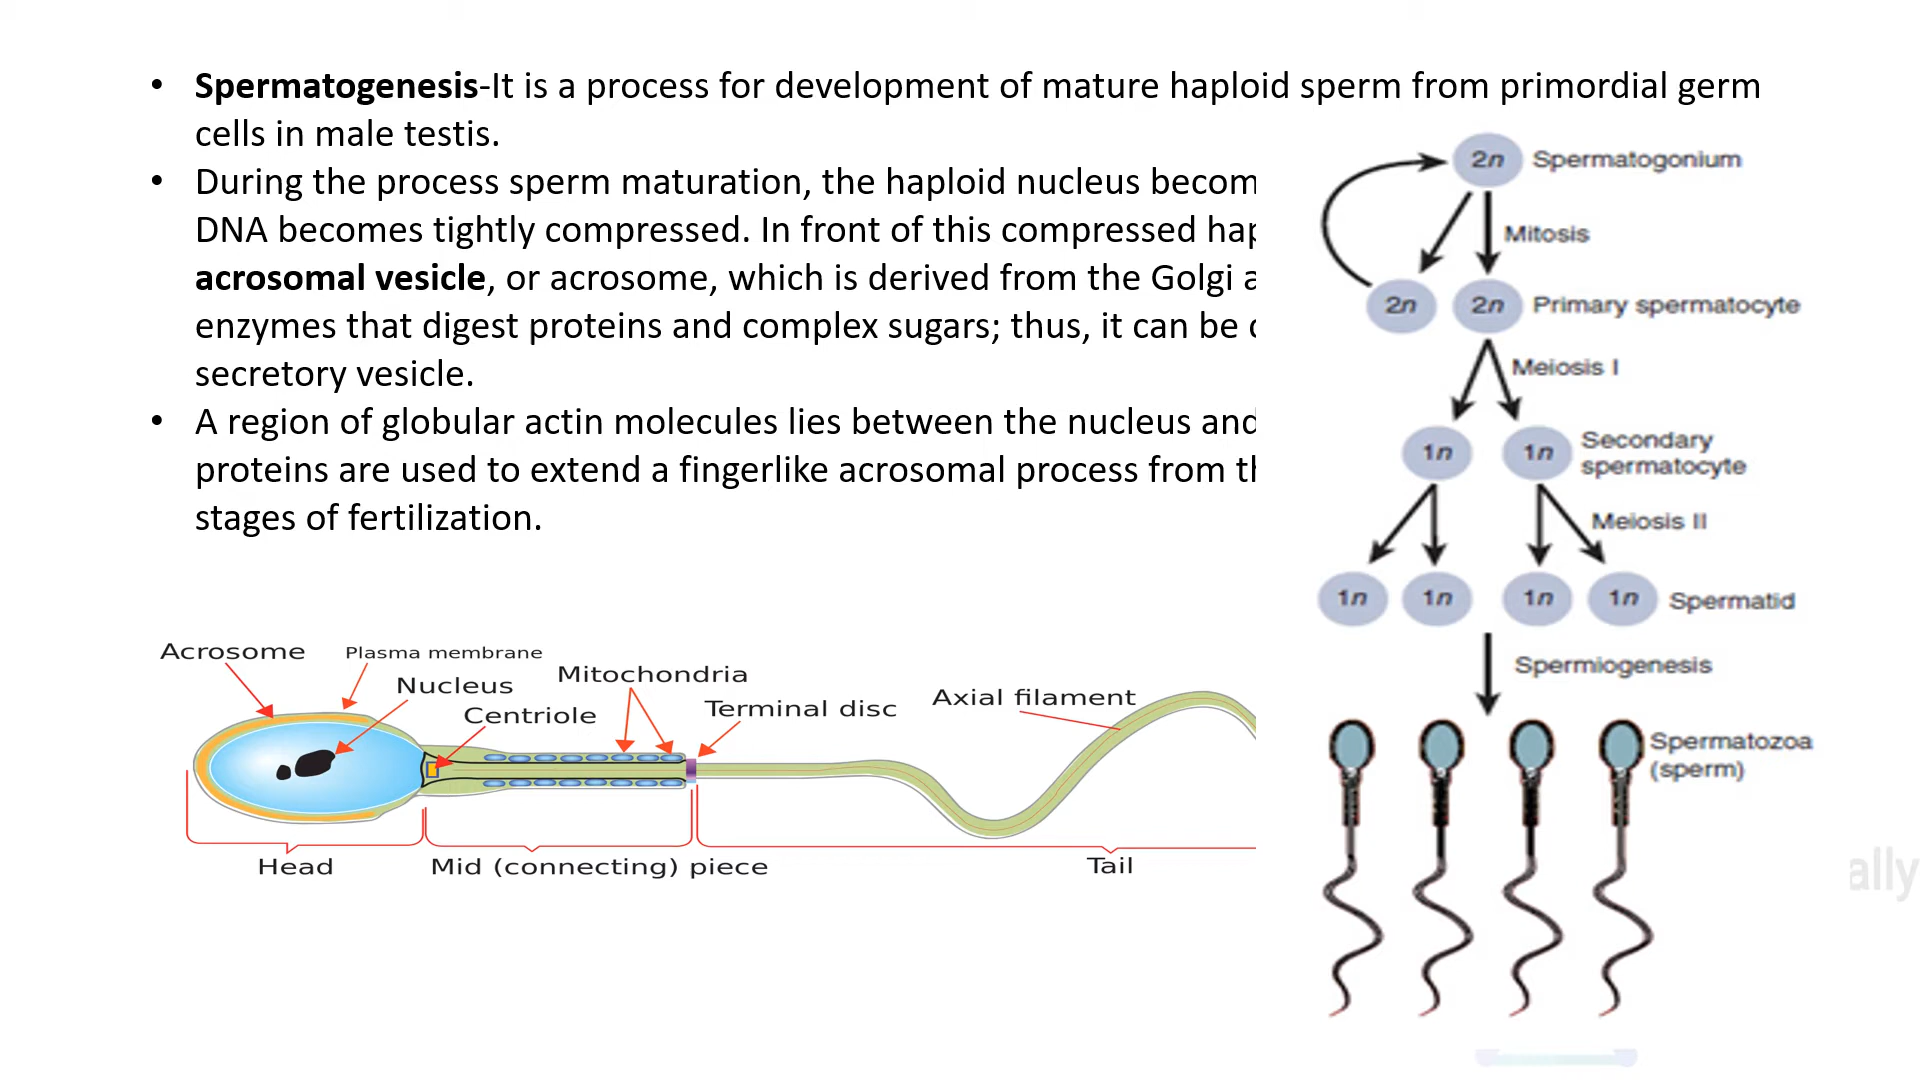 • Spermatogenesis-It is a process for development of mature haploid sperm from primordial germ
cells in male testis.
• During the process sperm maturation, the haploid nucleus becom
DNA becomes tightly compressed. In front of this compressed hap
acrosomal vesicle, or acrosome, which is derived from the Golgi a
enzymes that digest proteins and complex sugars; thus, it can be
secretory vesicle.
• A region of globular actin molecules lies between the nucleus and
proteins are used to extend a fingerlike acrosomal process from th
stages of fertilization.
2n Spermatogonium
Mitosis
2n 2n Primary spermatocyte
Meiosis I
1n 1n Secondary
spermatocyte
Meiosis II
1n 1n 1n 1n Spermatid
Spermiogenesis
Spermatozoa
(sperm)
Acrosome
Plasma membrane
Nucleus
Centriole
Mitochondria
Terminal disc
Axial filament
Head
Mid (connecting) piece
Tail
ally